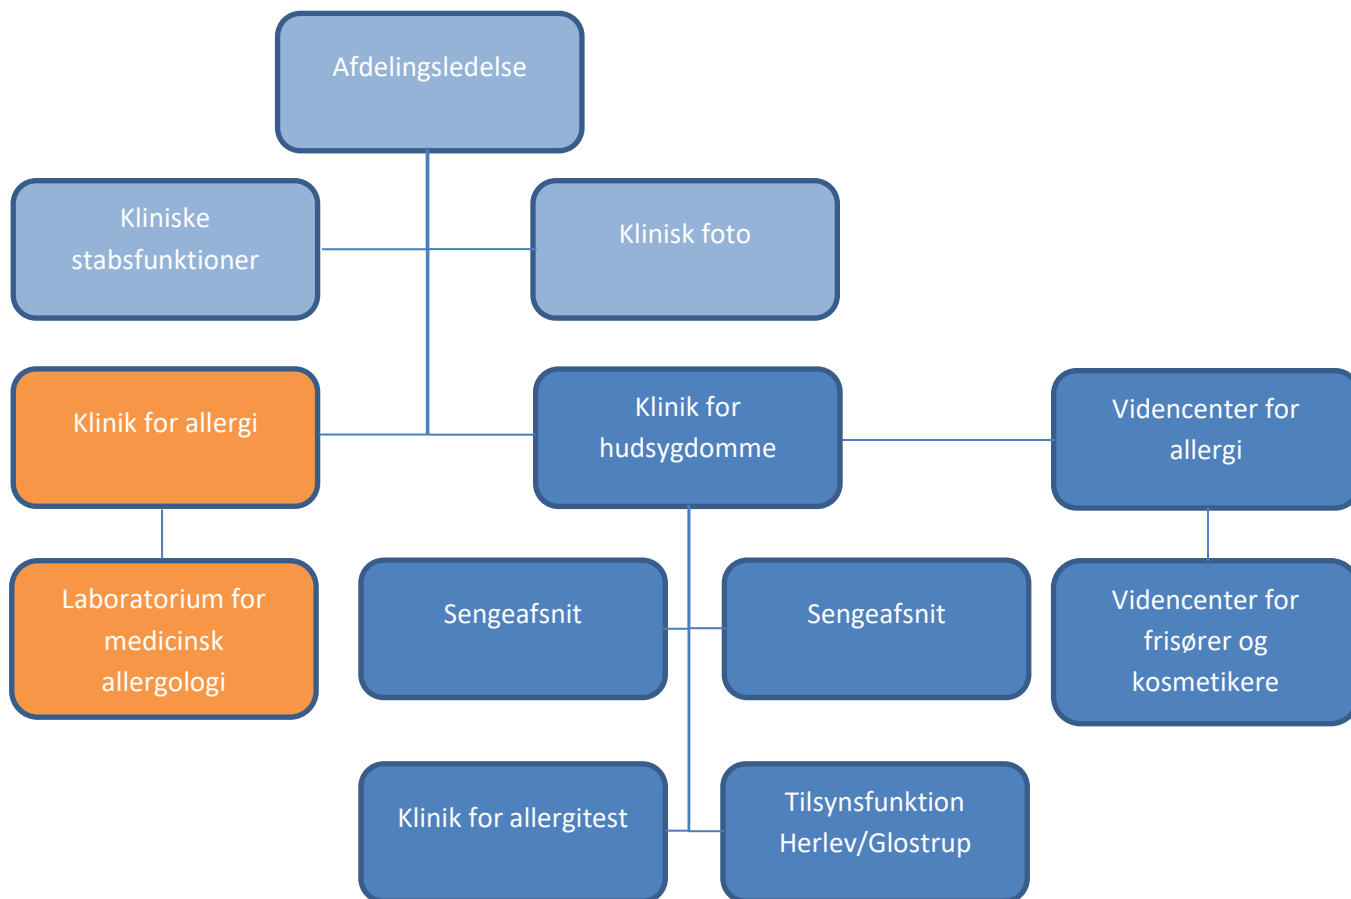 Afdelingsledelse
Kliniske
stabsfunktioner
Klinisk foto
Klinik for allergi
Klinik for
hudsygdomme
Videncenter for
allergi
Laboratorium for
medicinsk
allergologi
Sengeafsnit
Sengeafsnit
Videncenter for
frisører og
kosmetikere
Klinik for allergitest
Tilsynsfunktion
Herlev/Glostrup